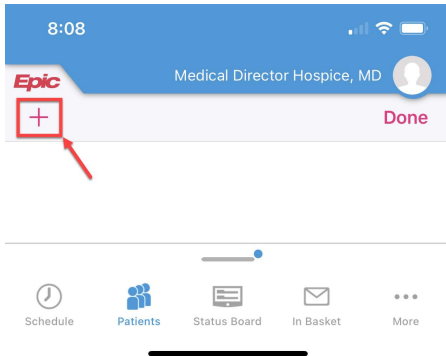 8:08
Epic
Medical Director Hospice, MD
+
Done
Schedule
Patients
Status Board
In Basket
More